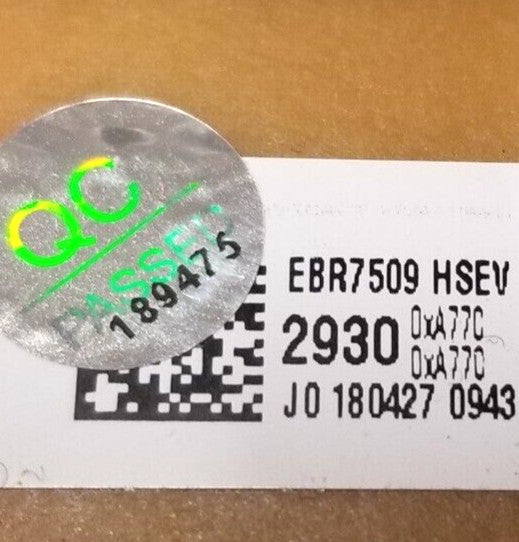 QC
PASSED
189475
EBR7509 HSEV
2930 0xA77C
0xA77C
J0 180427 0943